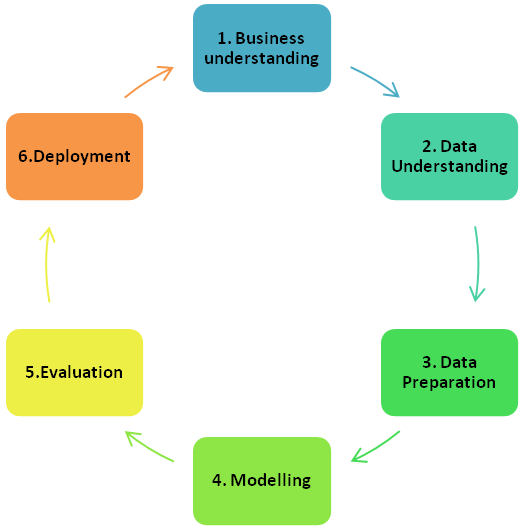 1. Business
understanding
2. Data
Understanding
3. Data
Preparation
4. Modelling
5.Evaluation
6.Deployment